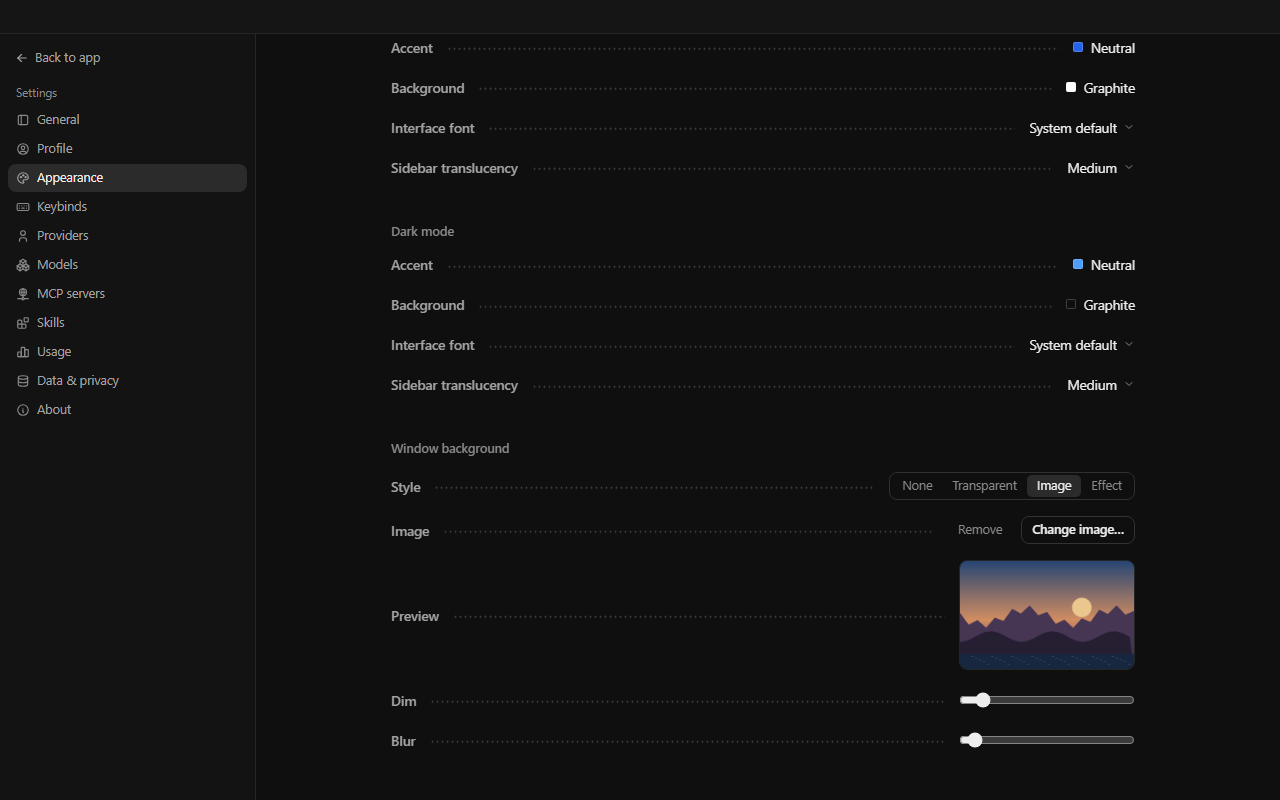 Back to app
Settings
General
Profile
Appearance
Keybinds
Providers
Models
MCP servers
Skills
Usage
Data & privacy
About
Accent Neutral
Background Graphite
Interface font System default
Sidebar translucency Medium
Dark mode
Accent Neutral
Background Graphite
Interface font System default
Sidebar translucency Medium
Window background
Style None Transparent Image Effect
Image Remove Change image...
Preview
Dim
Blur